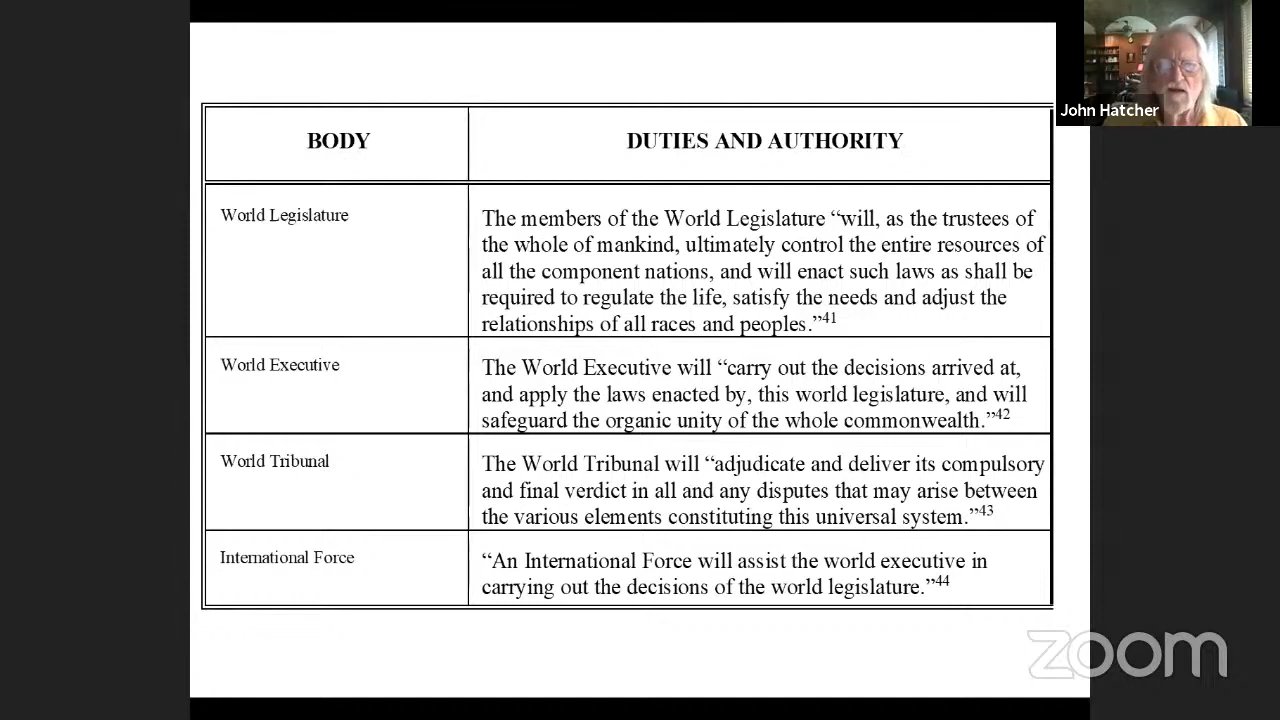 John Hatcher
BODY
DUTIES AND AUTHORITY
World Legislature
The members of the World Legislature “will, as the trustees of
the whole of mankind, ultimately control the entire resources of
all the component nations, and will enact such laws as shall be
required to regulate the life, satisfy the needs and adjust the
relationships of all races and peoples.”41
World Executive
The World Executive will “carry out the decisions arrived at,
and apply the laws enacted by, this world legislature, and will
safeguard the organic unity of the whole commonwealth.”42
World Tribunal
The World Tribunal will “adjudicate and deliver its compulsory
and final verdict in all and any disputes that may arise between
the various elements constituting this universal system.”43
International Force
“An International Force will assist the world executive in
carrying out the decisions of the world legislature.”44
zoom